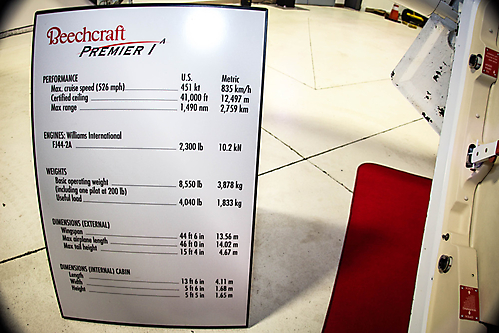 Beechcraft
PREMIER I A
PERFORMANCE U.S. Metric
Max. cruise speed (526 mph) 451 kt 835 km/h
Certified ceiling 41,000 ft 12,497 m
Max range 1,490 nm 2,759 km
ENGINES: Williams International
FJ44-2A 2,300 lb 10.2 kN
WEIGHTS
Basic operating weight 8,550 lb 3,878 kg
(including one pilot at 200 lb)
Useful load 4,040 lb 1,833 kg
DIMENSIONS (EXTERNAL)
Wingspan 44 ft 6 in 13.56 m
Max airplane length 46 ft 0 in 14.02 m
Max tail height 15 ft 4 in 4.67 m
DIMENSIONS (INTERNAL) CABIN
Length 13 ft 6 in 4.11 m
Width 5 ft 6 in 1.68 m
Height 5 ft 5 in 1.65 m